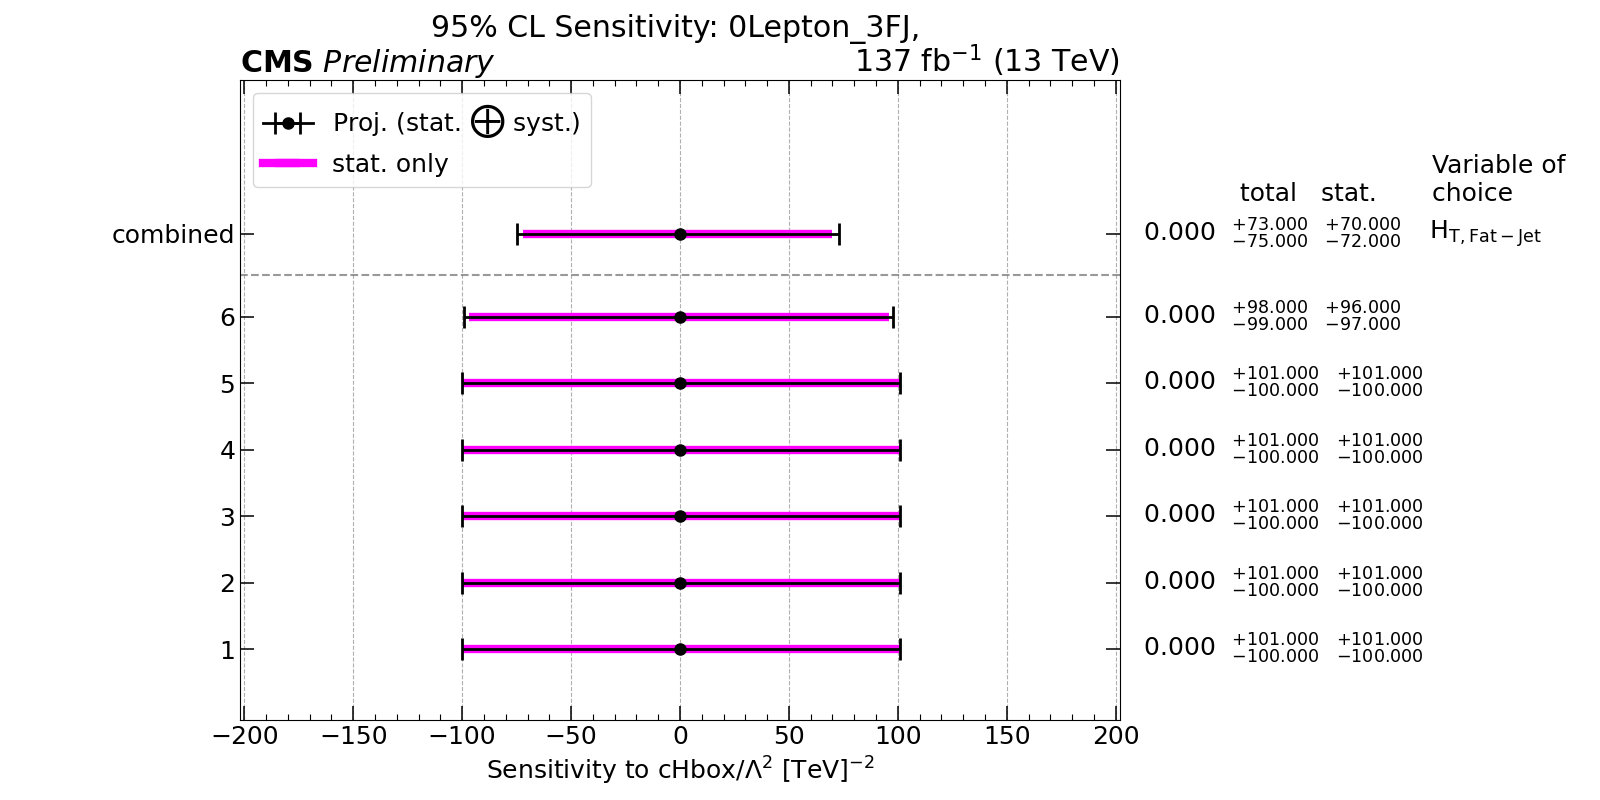 95% CL Sensitivity: 0Lepton_3FJ,
CMS Preliminary 137 fb⁻¹ (13 TeV)
Proj. (stat. ⊕ syst.)
stat. only
total stat. Variable of choice
combined 0.000 +73.000 −75.000 +70.000 −72.000 H_T, Fat−Jet
6 0.000 +98.000 −99.000 +96.000 −97.000
5 0.000 +101.000 −100.000 +101.000 −100.000
4 0.000 +101.000 −100.000 +101.000 −100.000
3 0.000 +101.000 −100.000 +101.000 −100.000
2 0.000 +101.000 −100.000 +101.000 −100.000
1 0.000 +101.000 −100.000 +101.000 −100.000
−200 −150 −100 −50 0 50 100 150 200
Sensitivity to cHbox/Λ² [TeV]⁻²